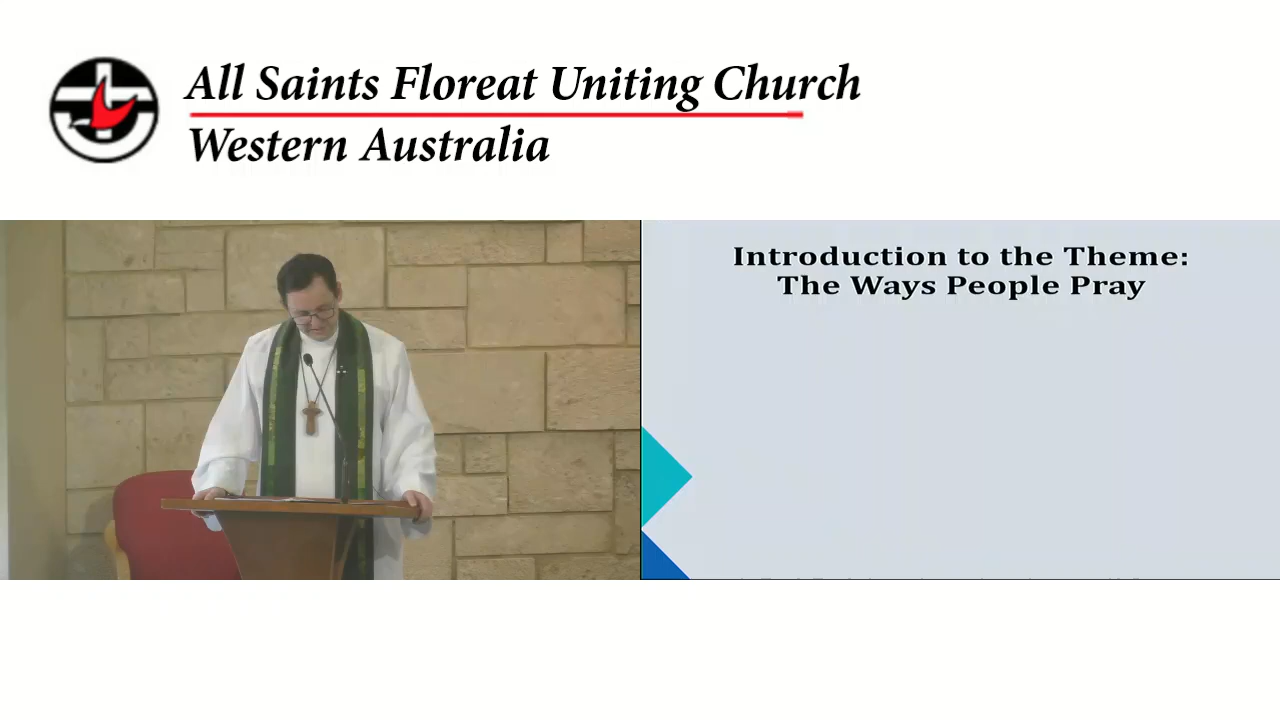 All Saints Floreat Uniting Church
Western Australia
Introduction to the Theme:
The Ways People Pray